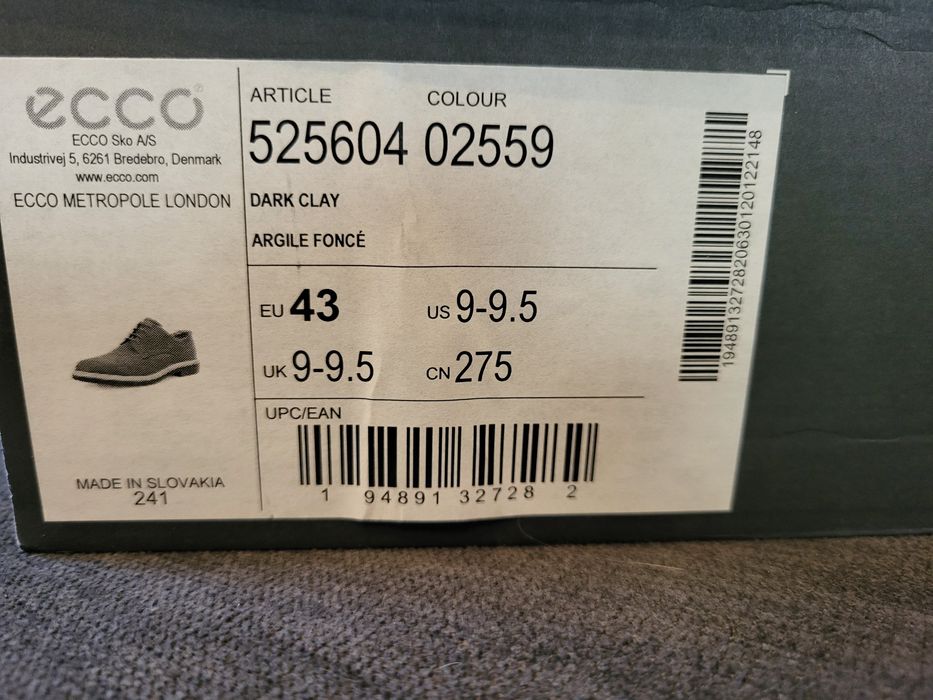 ecco®
ECCO Sko A/S
Industrivej 5, 6261 Bredebro, Denmark
www.ecco.com
ECCO METROPOLE LONDON
MADE IN SLOVAKIA
241
ARTICLE COLOUR
525604 02559
DARK CLAY
ARGILE FONCÉ
EU 43 US 9-9.5
UK 9-9.5 CN 275
UPC/EAN
1 94891 32728 2
19489132728206301201221​48